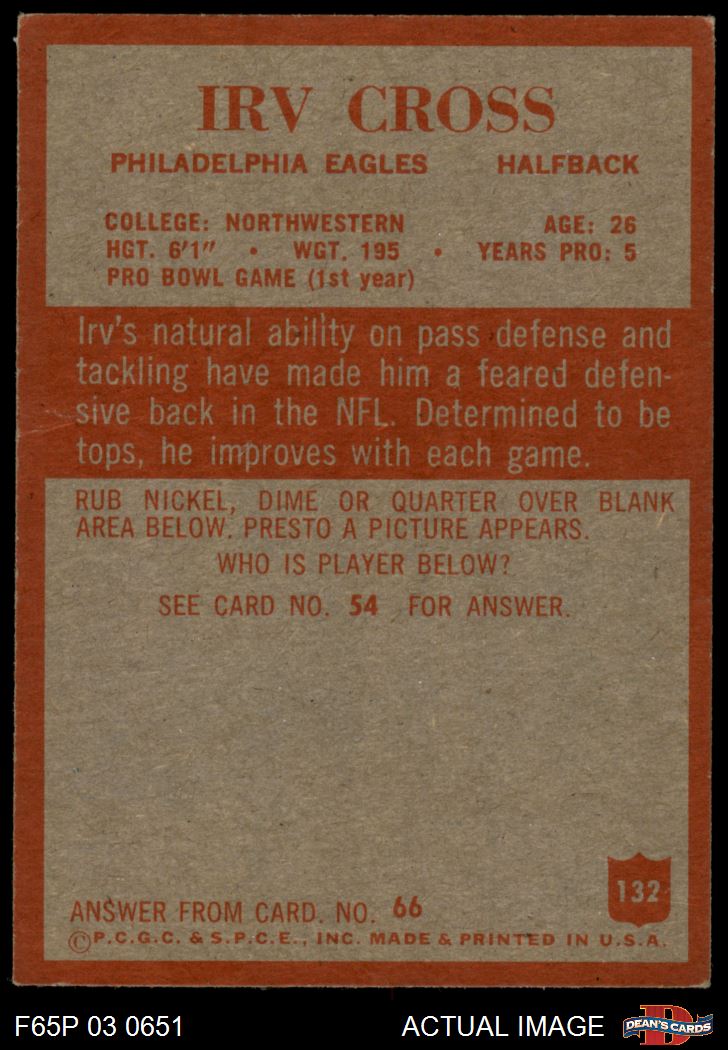 IRV CROSS
PHILADELPHIA EAGLES HALFBACK
COLLEGE: NORTHWESTERN AGE: 26
HGT. 6'1" • WGT. 195 • YEARS PRO: 5
PRO BOWL GAME (1st year)
Irv's natural ability on pass defense and
tackling have made him a feared defen-
sive back in the NFL. Determined to be
tops, he improves with each game.
RUB NICKEL, DIME OR QUARTER OVER BLANK
AREA BELOW. PRESTO A PICTURE APPEARS.
WHO IS PLAYER BELOW?
SEE CARD NO. 54 FOR ANSWER.
132
ANSWER FROM CARD. NO. 66
©P.C.G.C. & S.P.C.E., INC. MADE & PRINTED IN U.S.A.
F65P 03 0651 ACTUAL IMAGE
D
DEAN'S CARDS